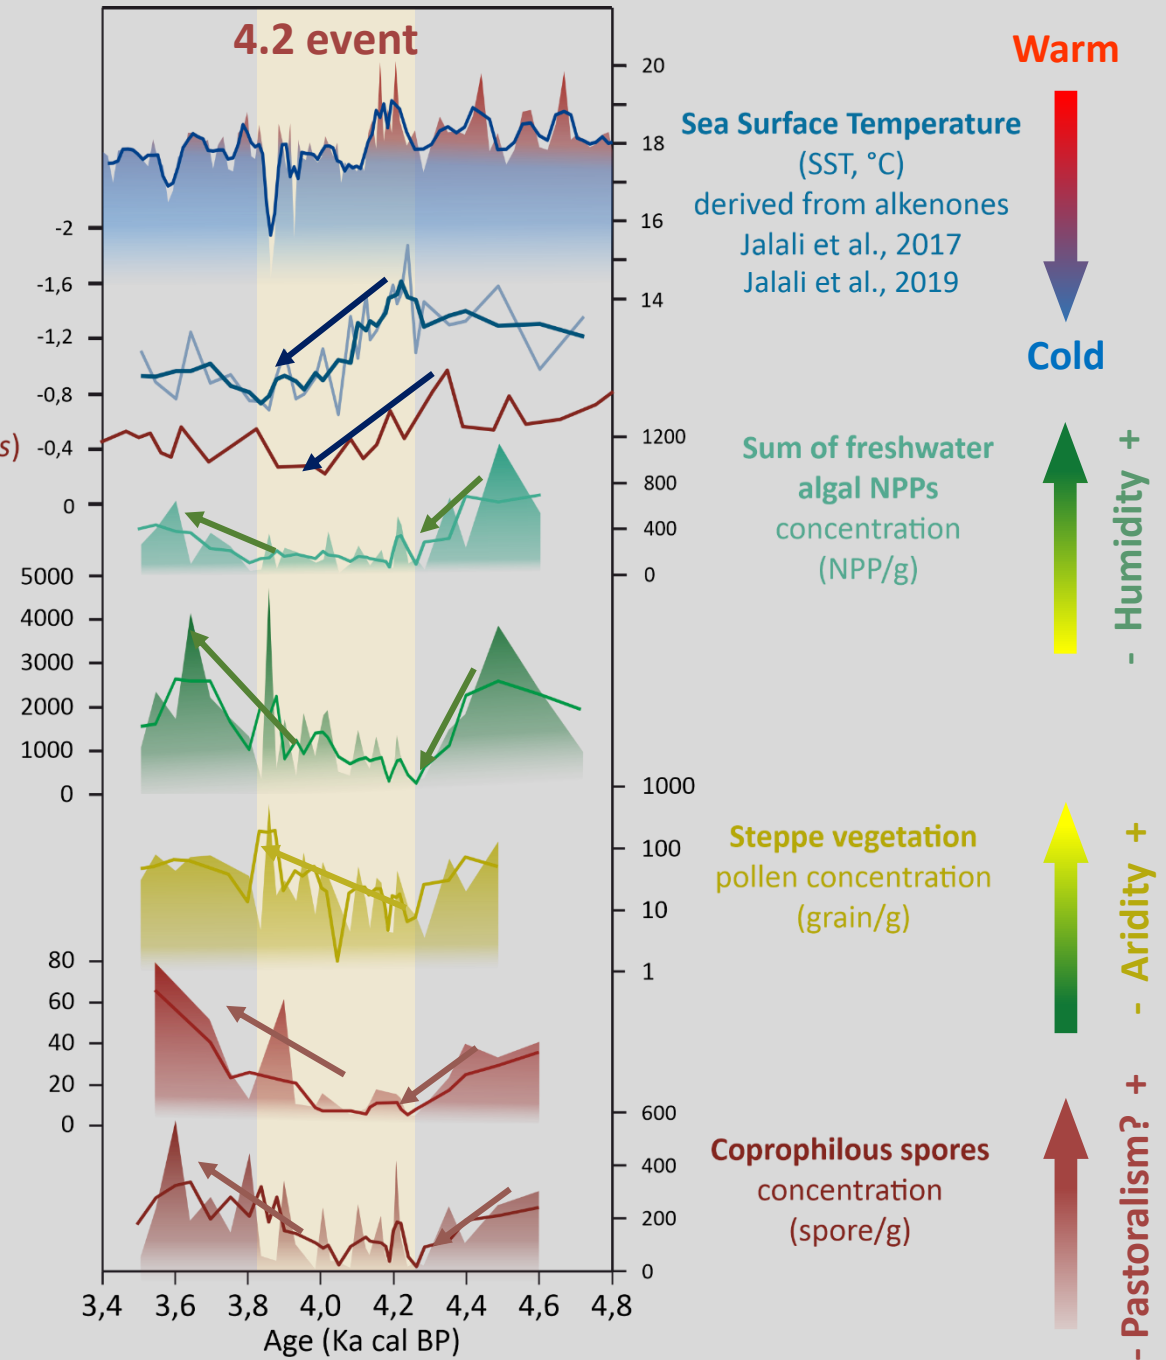 4.2 event
Warm
Sea Surface Temperature
(SST, °C)
derived from alkenones
Jalali et al., 2017
Jalali et al., 2019
Cold
20
18
16
14
-2
-1,6
-1,2
-0,8
s) -0,4
0
1200
800
400
0
Sum of freshwater
algal NPPs
concentration
(NPP/g)
- Humidity +
5000
4000
3000
2000
1000
0
1000
100
10
1
Steppe vegetation
pollen concentration
(grain/g)
- Aridity +
80
60
40
20
0
600
400
200
0
Coprophilous spores
concentration
(spore/g)
- Pastoralism? +
3,4 3,6 3,8 4,0 4,2 4,4 4,6 4,8
Age (Ka cal BP)